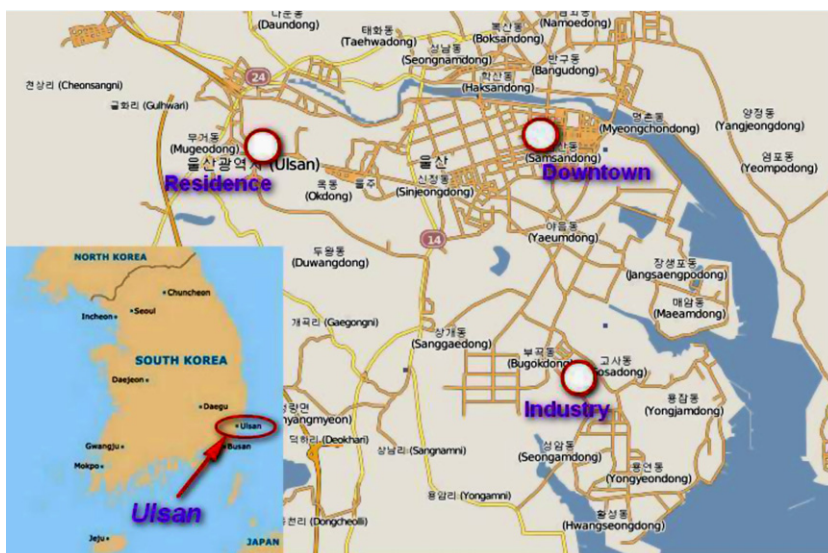 다운동
(Daundong)
태화동
(Taehwadong)
복산동
(Boksandong)
(Namoedong)
성남동
(Seongnamdong)
반구동
(Bangudong)
학산동
(Haksandong)
천상리 (Cheonsangni)
굴화리 (Gulhwari)
24
명촌동
(Myeongchondong)
양정동
(Yangjeongdong)
무거동
(Mugeodong)
(Samsandong)
염포동
(Yeompodong)
울산광역시 (Ulsan)
울산
Residence
Downtown
옥동
(Okdong)
울주
신정동
(Sinjeongdong)
야음동
(Yaeumdong)
14
두왕동
(Duwangdong)
장생포동
(Jangsaengpodong)
매암동
(Maeamdong)
개곡리 (Gaegongni)
상개동
(Sanggaedong)
부곡동
(Bugokdong)
고사동
Industry
용잠동
(Yongjamdong)
덕하리 (Deokhari)
상남리 (Sangnamni)
성암동
(Seongamdong)
용연동
(Yongyeondong)
용암리 (Yongamni)
황성동
(Hwangseongdong)
(Dongcheolli)
NORTH KOREA
Chuncheon
Seoul
Incheon
SOUTH KOREA
Daejeon
Daegu
Ulsan
Gwangju
Busan
Mokpo
Ulsan
Jeju
JAPAN